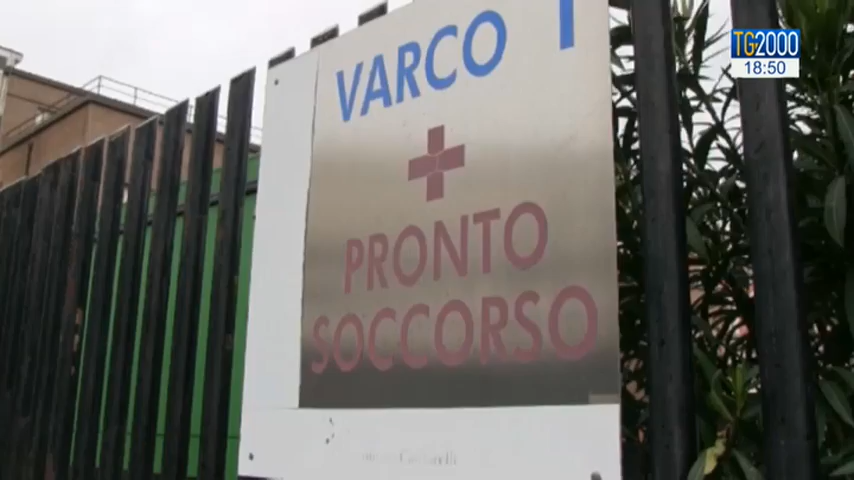 TG2000
18:50
VARCO 1
PRONTO
SOCCORSO